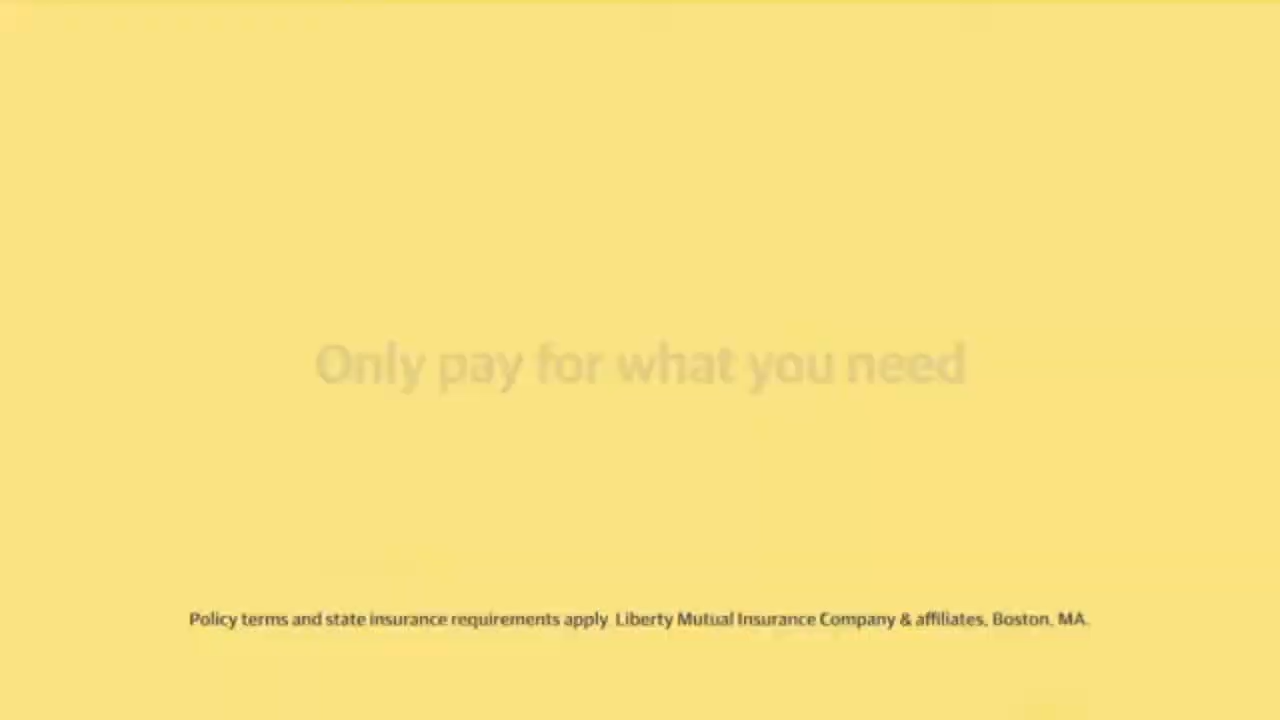 Only pay for what you need
Policy terms and state insurance requirements apply. Liberty Mutual Insurance Company & affiliates, Boston, MA.